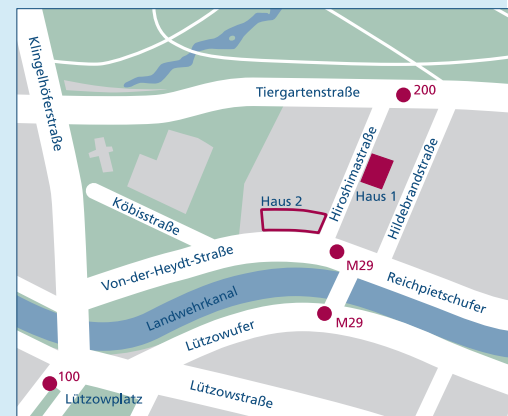 Klingelhöferstraße
Tiergartenstraße
200
Hiroshimastraße
Hildebrandstraße
Haus 1
Haus 2
Köbisstraße
Von-der-Heydt-Straße
M29
Reichpietschufer
Landwehrkanal
Lützowufer
M29
100
Lützowplatz
Lützowstraße